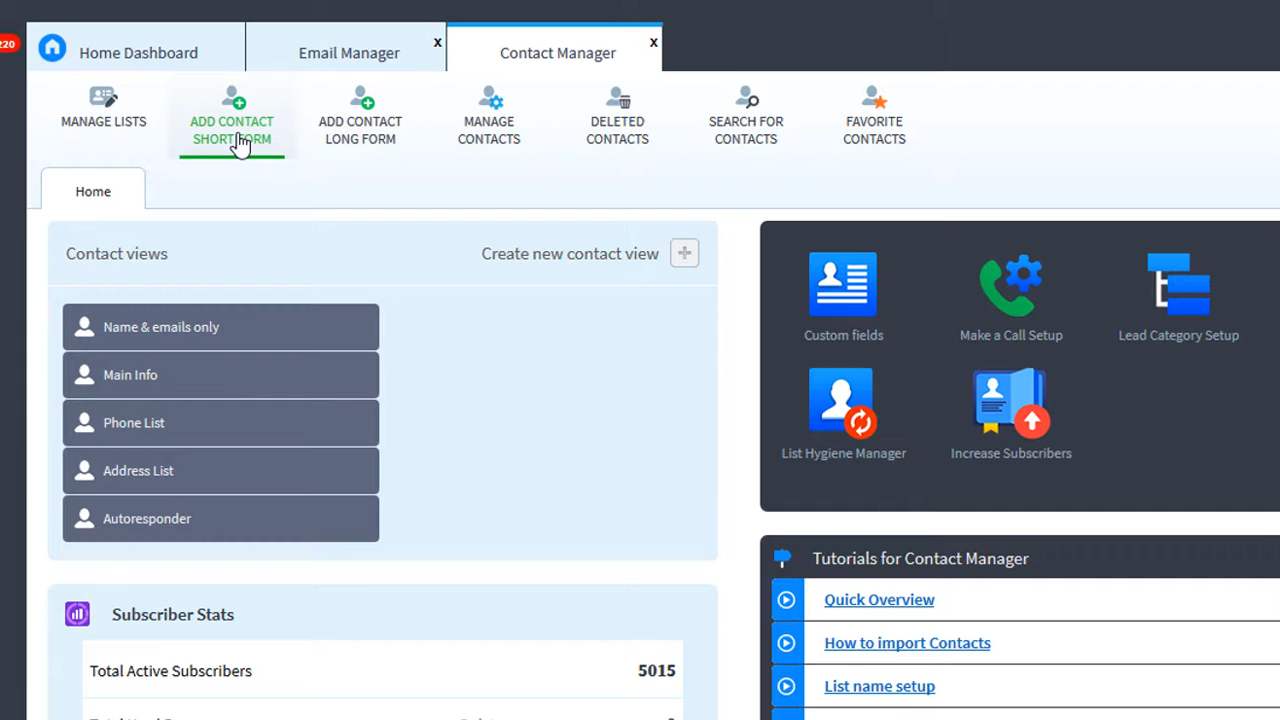 220
Home Dashboard
Email Manager
x
Contact Manager
x
MANAGE LISTS
ADD CONTACT
SHORT FORM
ADD CONTACT
LONG FORM
MANAGE
CONTACTS
DELETED
CONTACTS
SEARCH FOR
CONTACTS
FAVORITE
CONTACTS
Home
Contact views
Create new contact view
Name & emails only
Main Info
Phone List
Address List
Autoresponder
Custom fields
Make a Call Setup
Lead Category Setup
List Hygiene Manager
Increase Subscribers
Subscriber Stats
Total Active Subscribers
5015
Tutorials for Contact Manager
Quick Overview
How to import Contacts
List name setup